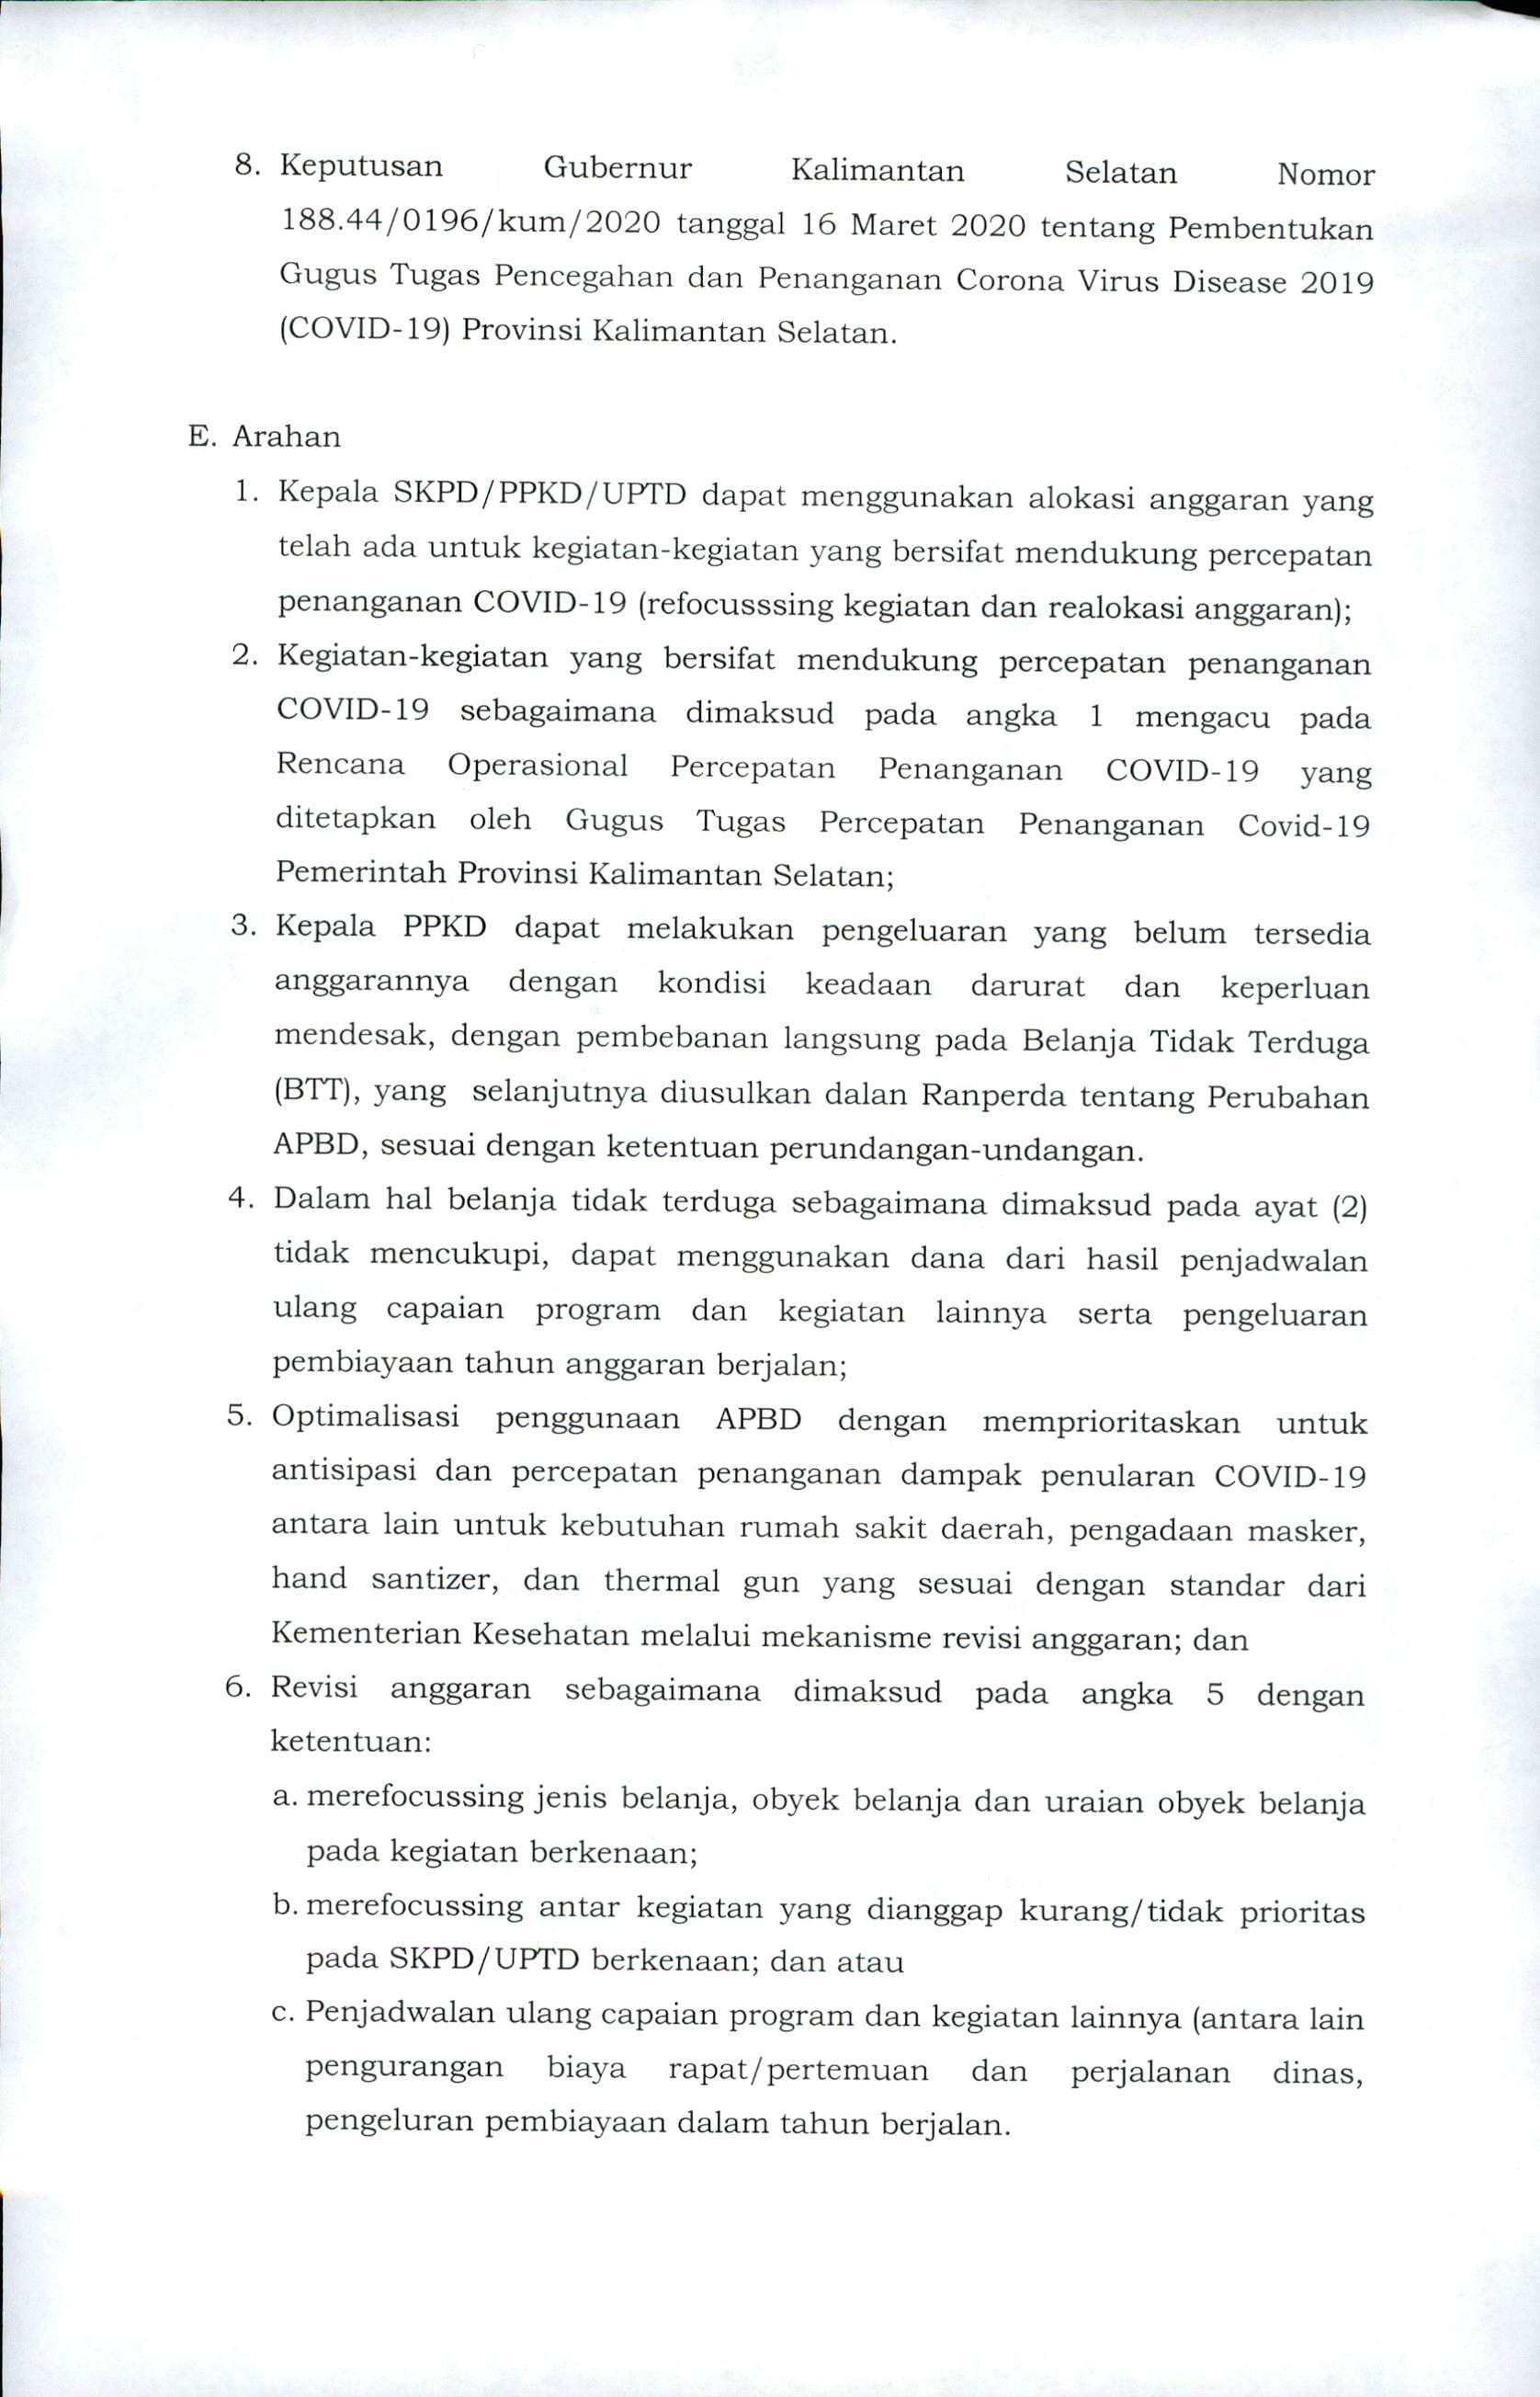 8. Keputusan Gubernur Kalimantan Selatan Nomor
188.44/0196/kum/2020 tanggal 16 Maret 2020 tentang Pembentukan
Gugus Tugas Pencegahan dan Penanganan Corona Virus Disease 2019
(COVID-19) Provinsi Kalimantan Selatan.
E. Arahan
1. Kepala SKPD/PPKD/UPTD dapat menggunakan alokasi anggaran yang
telah ada untuk kegiatan-kegiatan yang bersifat mendukung percepatan
penanganan COVID-19 (refocusssing kegiatan dan realokasi anggaran);
2. Kegiatan-kegiatan yang bersifat mendukung percepatan penanganan
COVID-19 sebagaimana dimaksud pada angka 1 mengacu pada
Rencana Operasional Percepatan Penanganan COVID-19 yang
ditetapkan oleh Gugus Tugas Percepatan Penanganan Covid-19
Pemerintah Provinsi Kalimantan Selatan;
3. Kepala PPKD dapat melakukan pengeluaran yang belum tersedia
anggarannya dengan kondisi keadaan darurat dan keperluan
mendesak, dengan pembebanan langsung pada Belanja Tidak Terduga
(BTT), yang selanjutnya diusulkan dalan Ranperda tentang Perubahan
APBD, sesuai dengan ketentuan perundangan-undangan.
4. Dalam hal belanja tidak terduga sebagaimana dimaksud pada ayat (2)
tidak mencukupi, dapat menggunakan dana dari hasil penjadwalan
ulang capaian program dan kegiatan lainnya serta pengeluaran
pembiayaan tahun anggaran berjalan;
5. Optimalisasi penggunaan APBD dengan memprioritaskan untuk
antisipasi dan percepatan penanganan dampak penularan COVID-19
antara lain untuk kebutuhan rumah sakit daerah, pengadaan masker,
hand santizer, dan thermal gun yang sesuai dengan standar dari
Kementerian Kesehatan melalui mekanisme revisi anggaran; dan
6. Revisi anggaran sebagaimana dimaksud pada angka 5 dengan
ketentuan:
a. merefocussing jenis belanja, obyek belanja dan uraian obyek belanja
pada kegiatan berkenaan;
b. merefocussing antar kegiatan yang dianggap kurang/tidak prioritas
pada SKPD/UPTD berkenaan; dan atau
c. Penjadwalan ulang capaian program dan kegiatan lainnya (antara lain
pengurangan biaya rapat/pertemuan dan perjalanan dinas,
pengeluran pembiayaan dalam tahun berjalan.